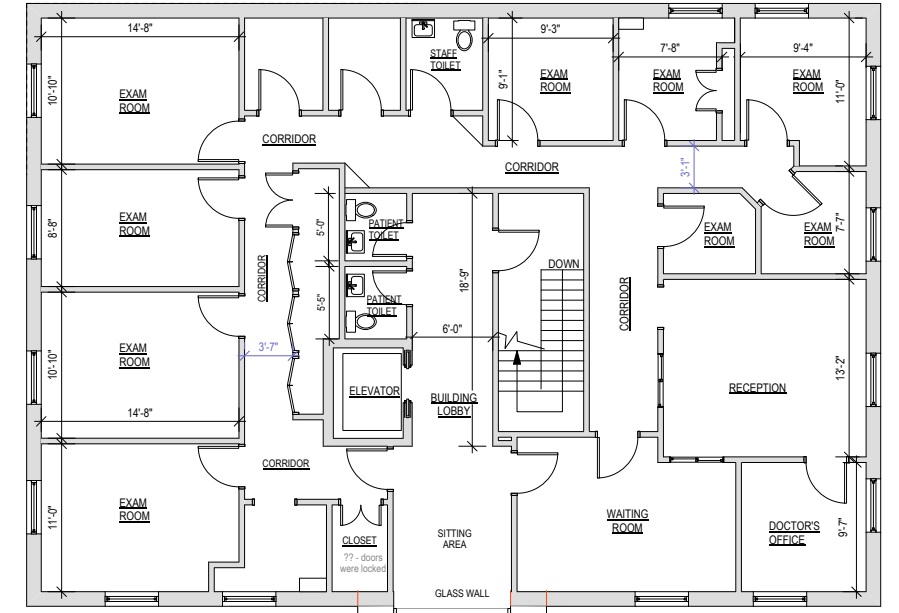 14'-8"
9'-3"
7'-8"
9'-4"
STAFF
TOILET
10'-10"
EXAM
ROOM
9'-1"
EXAM
ROOM
EXAM
ROOM
EXAM
ROOM
11'-0"
CORRIDOR
CORRIDOR
3'-1"
8'-8"
EXAM
ROOM
5'-0"
PATIENT
TOILET
EXAM
ROOM
EXAM
ROOM
7'-7"
CORRIDOR
DOWN
18'-9"
CORRIDOR
5'-5"
PATIENT
TOILET
6'-0"
10'-10"
EXAM
ROOM
3'-7"
13'-2"
ELEVATOR
BUILDING
LOBBY
RECEPTION
14'-8"
CORRIDOR
11'-0"
EXAM
ROOM
WAITING
ROOM
DOCTOR'S
OFFICE
9'-7"
CLOSET
?? - doors
were locked
SITTING
AREA
GLASS WALL